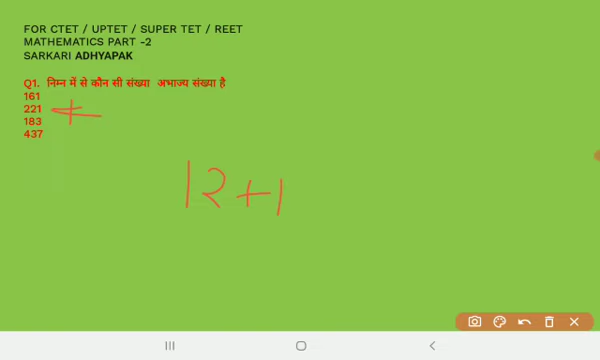 FOR CTET / UPTET / SUPER TET / REET
MATHEMATICS PART -2
SARKARI ADHYAPAK
Q1. निम्न में से कौन सी संख्या अभाज्य संख्या है
161
221
183
437
12+1